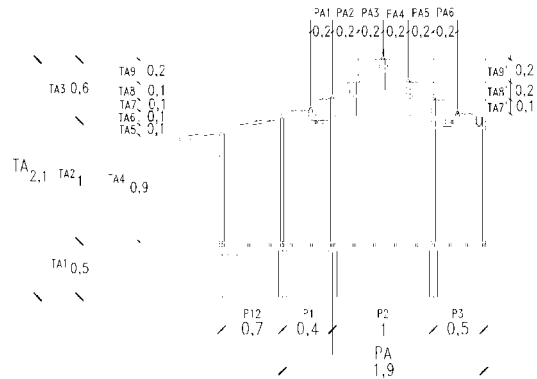 PA1 PA2 PA3 PA4 PA5 PA6
0,2 0,2 0,2 0,2 0,2 0,2
TA9 0,2
TA8 0,1
TA7 0,1
TA6 0,1
TA5 0,1
TA3 0,6
TA9' 0,2
TA8' 0,2
TA7' 0,1
TA 2,1
TA2 1
TA4 0,9
TA1 0,5
P12 P1 P2 P3
0,7 0,4 1 0,5
PA
1,9